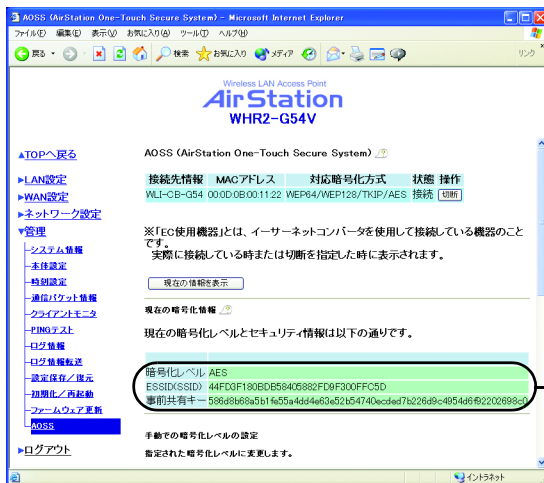 AOSS (AirStation One-Touch Secure System) - Microsoft Internet Explorer
ファイル(F) 編集(E) 表示(V) お気に入り(A) ツール(T) ヘルプ(H)
戻る 検索 お気に入り メディア リンク
Wireless LAN Access Point
AirStation
WHR2-G54V
▲TOPへ戻る
▶LAN設定
▶WAN設定
▶ネットワーク設定
▼管理
システム情報
本体設定
時刻設定
通信パケット情報
クライアントモニタ
PINGテスト
ログ情報
ログ情報転送
設定保存/復元
初期化/再起動
ファームウェア更新
AOSS
▶ログアウト
AOSS (AirStation One-Touch Secure System)
接続先情報 MACアドレス 対応暗号化方式 状態 操作
WLI-CB-G54 00:0D:0B:00:11:22 WEP64/WEP128/TKIP/AES 接続 切断
※「EC使用機器」とは、イーサーネットコンバータを使用して接続している機器のこと
です。
実際に接続している時または切断を指定した時に表示されます。
現在の情報を表示
現在の暗号化情報
現在の暗号化レベルとセキュリティ情報は以下の通りです。
暗号化レベル AES
ESSID(SSID) 44FD3F180BDB58405882FD9F300FFC5D
事前共有キー 586d8b68a5b1fe55a4dd4e63e52b54740ecded7b226d9c4954d6f92202698c0
手動での暗号化レベルの設定
指定された暗号化レベルに変更します。
イントラネット